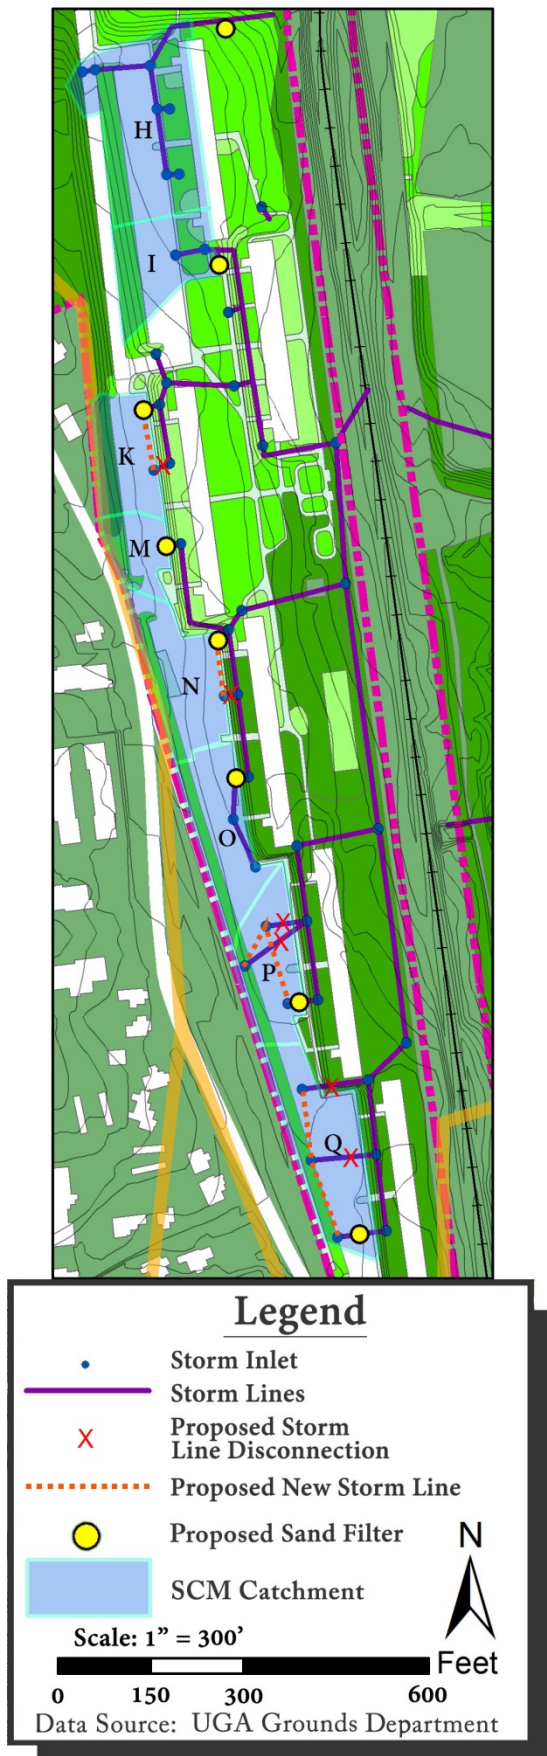 H
I
K
M
N
O
P
Q
Legend
Storm Inlet
Storm Lines
X Proposed Storm
Line Disconnection
Proposed New Storm Line
Proposed Sand Filter
N
SCM Catchment
Scale: 1” = 300’
Feet
0 150 300 600
Data Source: UGA Grounds Department